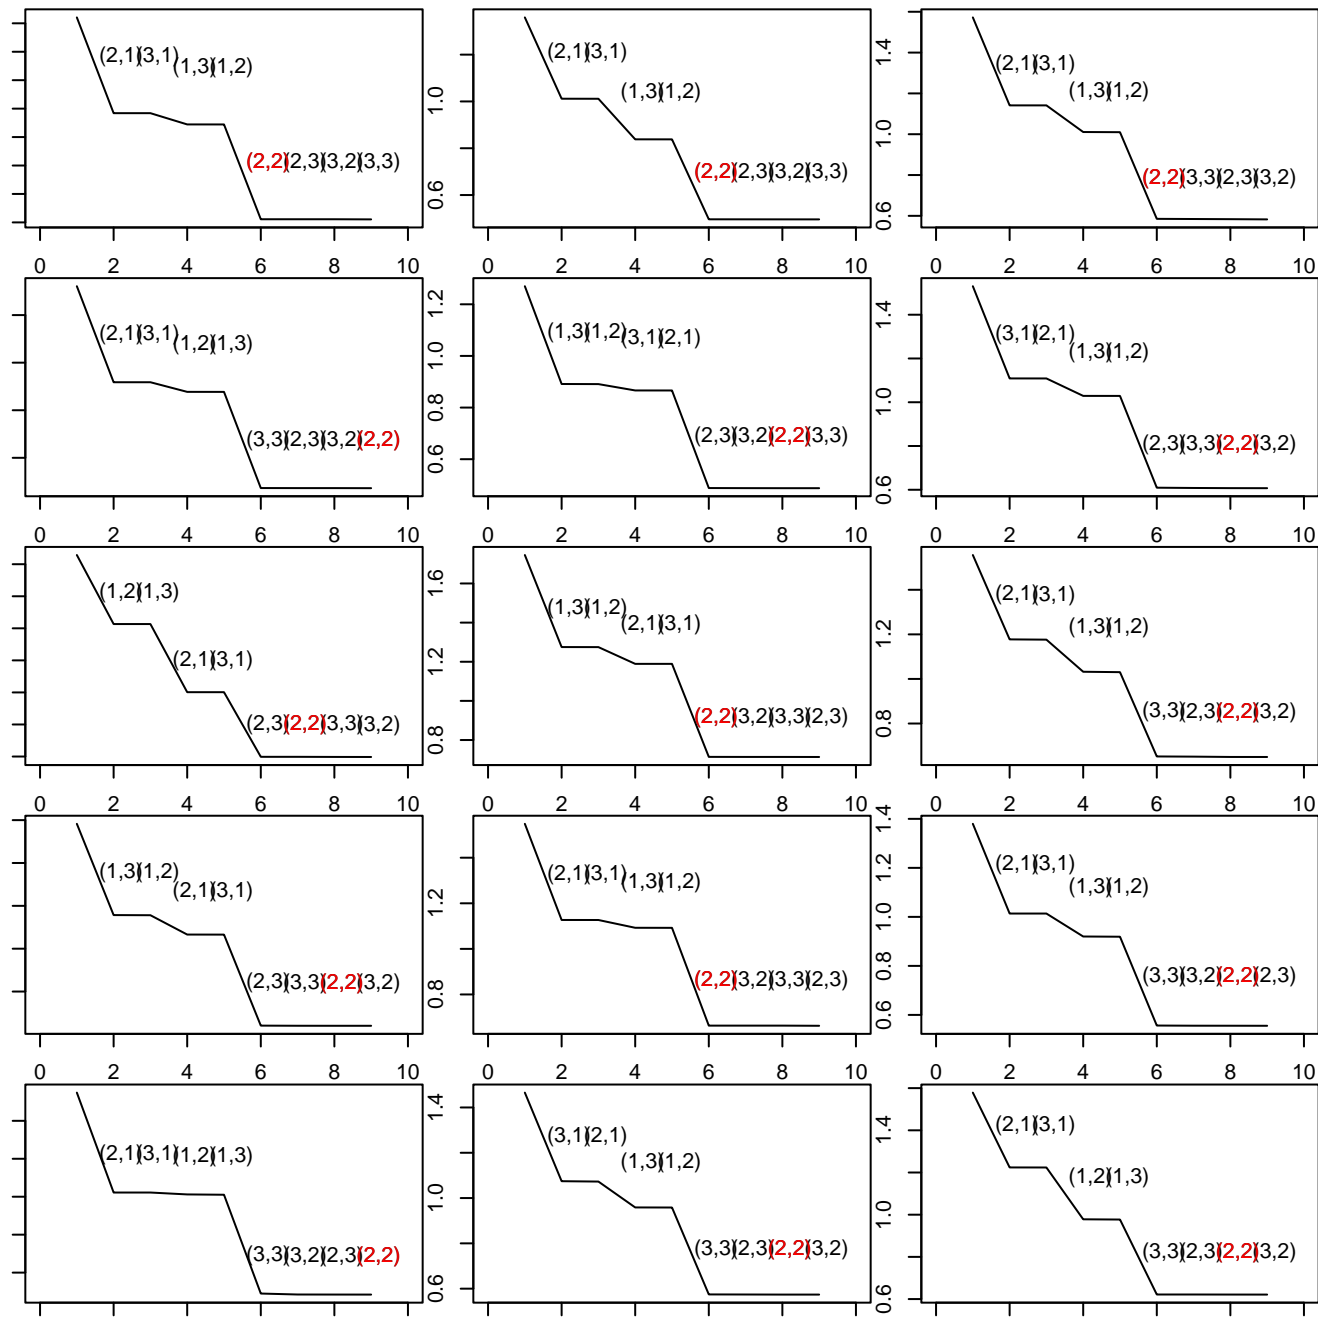 (2,1)(3,1)(1,3)(1,2)
(2,2)(2,3)(3,2)(3,3)
0 2 4 6 8 10
0.6 1.0
(2,1)(3,1)
(1,3)(1,2)
(2,2)(2,3)(3,2)(3,3)
0 2 4 6 8 10
0.6 1.0 1.4
(2,1)(3,1)
(1,3)(1,2)
(2,2)(3,3)(2,3)(3,2)
0 2 4 6 8 10
(2,1)(3,1)(1,2)(1,3)
(3,3)(2,3)(3,2)(2,2)
0 2 4 6 8 10
0.6 0.8 1.0 1.2
(1,3)(1,2)(3,1)(2,1)
(2,3)(3,2)(2,2)(3,3)
0 2 4 6 8 10
0.6 1.0 1.4
(3,1)(2,1)
(1,3)(1,2)
(2,3)(3,3)(2,2)(3,2)
0 2 4 6 8 10
(1,2)(1,3)
(2,1)(3,1)
(2,3)(2,2)(3,3)(3,2)
0 2 4 6 8 10
0.8 1.2 1.6
(1,3)(1,2)
(2,1)(3,1)
(2,2)(3,2)(3,3)(2,3)
0 2 4 6 8 10
0.8 1.2
(2,1)(3,1)
(1,3)(1,2)
(3,3)(2,3)(2,2)(3,2)
0 2 4 6 8 10
(1,3)(1,2)
(2,1)(3,1)
(2,3)(3,3)(2,2)(3,2)
0 2 4 6 8 10
0.8 1.2
(2,1)(3,1)(1,3)(1,2)
(2,2)(3,2)(3,3)(2,3)
0 2 4 6 8 10
0.6 0.8 1.0 1.2 1.4
(2,1)(3,1)
(1,3)(1,2)
(3,3)(3,2)(2,2)(2,3)
0 2 4 6 8 10
(2,1)(3,1)(1,2)(1,3)
(3,3)(3,2)(2,3)(2,2)
0.6 1.0 1.4
(3,1)(2,1)
(1,3)(1,2)
(3,3)(2,3)(2,2)(3,2)
0.6 1.0 1.4
(2,1)(3,1)
(1,2)(1,3)
(3,3)(2,3)(2,2)(3,2)